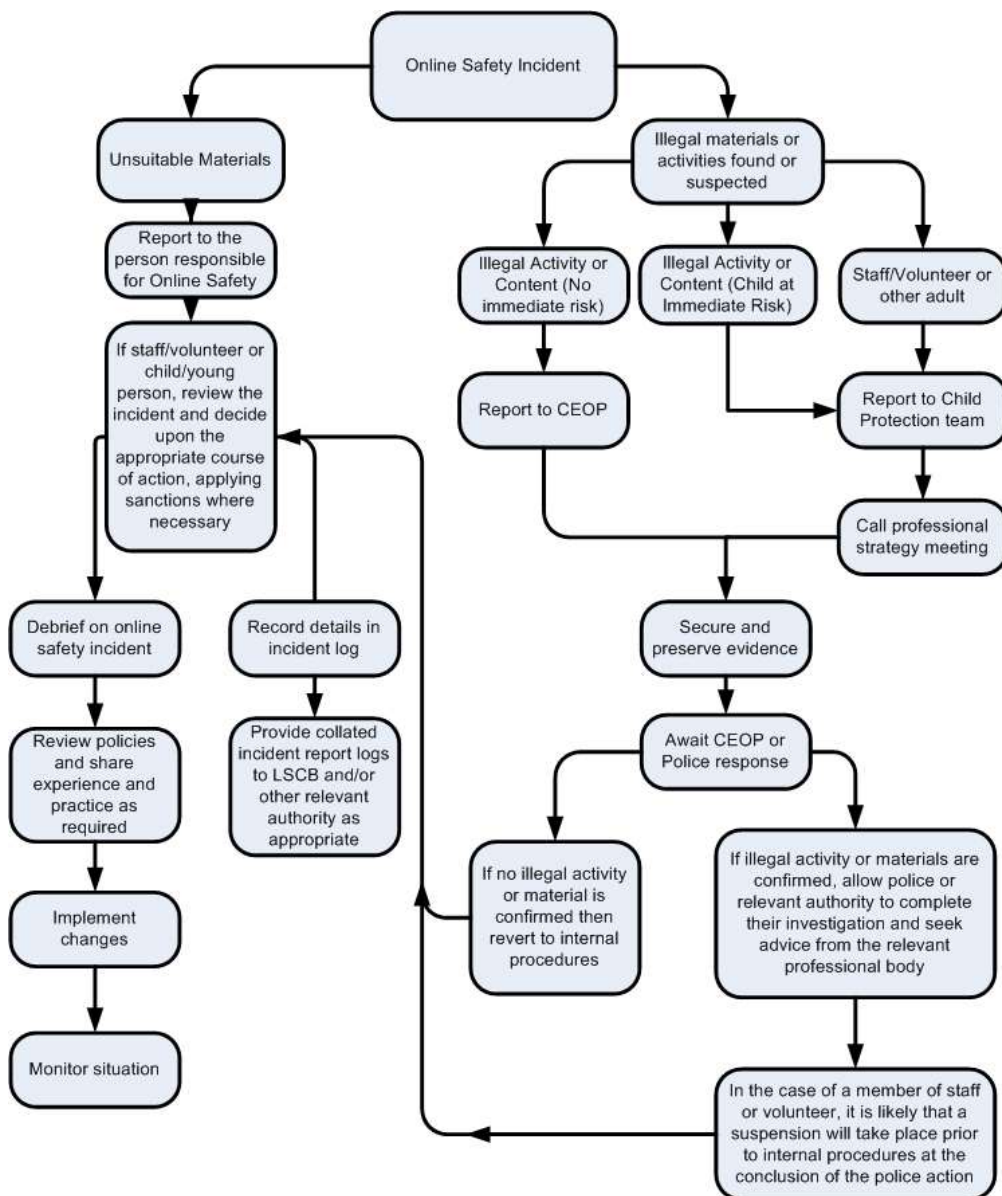 Online Safety Incident
Unsuitable Materials
Report to the
person responsible
for Online Safety
If staff/volunteer or
child/young
person, review the
incident and decide
upon the
appropriate course
of action, applying
sanctions where
necessary
Debrief on online
safety incident
Review policies
and share
experience and
practice as
required
Implement
changes
Monitor situation
Record details in
incident log
Provide collated
incident report logs
to LSCB and/or
other relevant
authority as
appropriate
Illegal materials or
activities found or
suspected
Illegal Activity or
Content (No
immediate risk)
Illegal Activity or
Content (Child at
Immediate Risk)
Staff/Volunteer or
other adult
Report to CEOP
Report to Child
Protection team
Call professional
strategy meeting
Secure and
preserve evidence
Await CEOP or
Police response
If no illegal activity
or material is
confirmed then
revert to internal
procedures
If illegal activity or materials are
confirmed, allow police or
relevant authority to complete
their investigation and seek
advice from the relevant
professional body
In the case of a member of staff
or volunteer, it is likely that a
suspension will take place prior
to internal procedures at the
conclusion of the police action